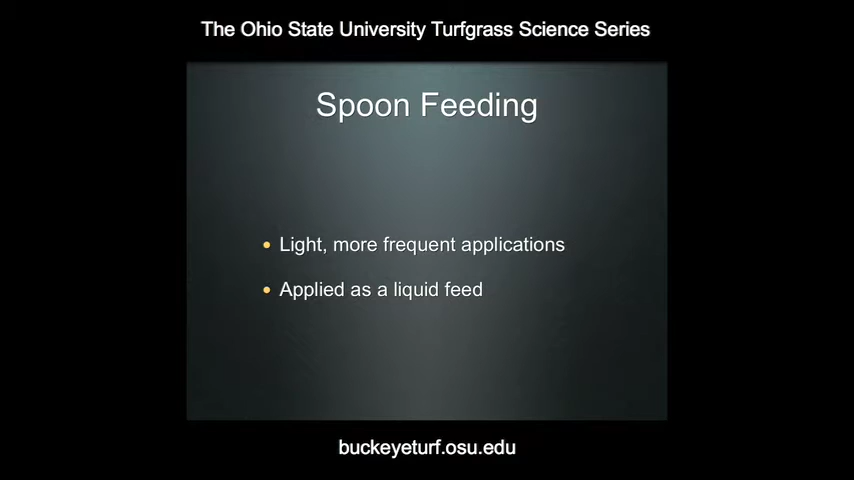 The Ohio State University Turfgrass Science Series
Spoon Feeding
• Light, more frequent applications
• Applied as a liquid feed
buckeyeturf.osu.edu